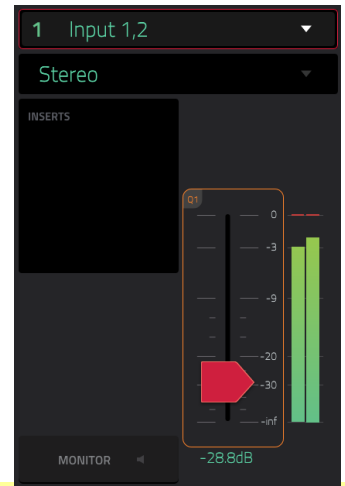 1 Input 1,2
Stereo
INSERTS
Q1
0
-3
-9
-20
-30
-inf
MONITOR
-28.8dB